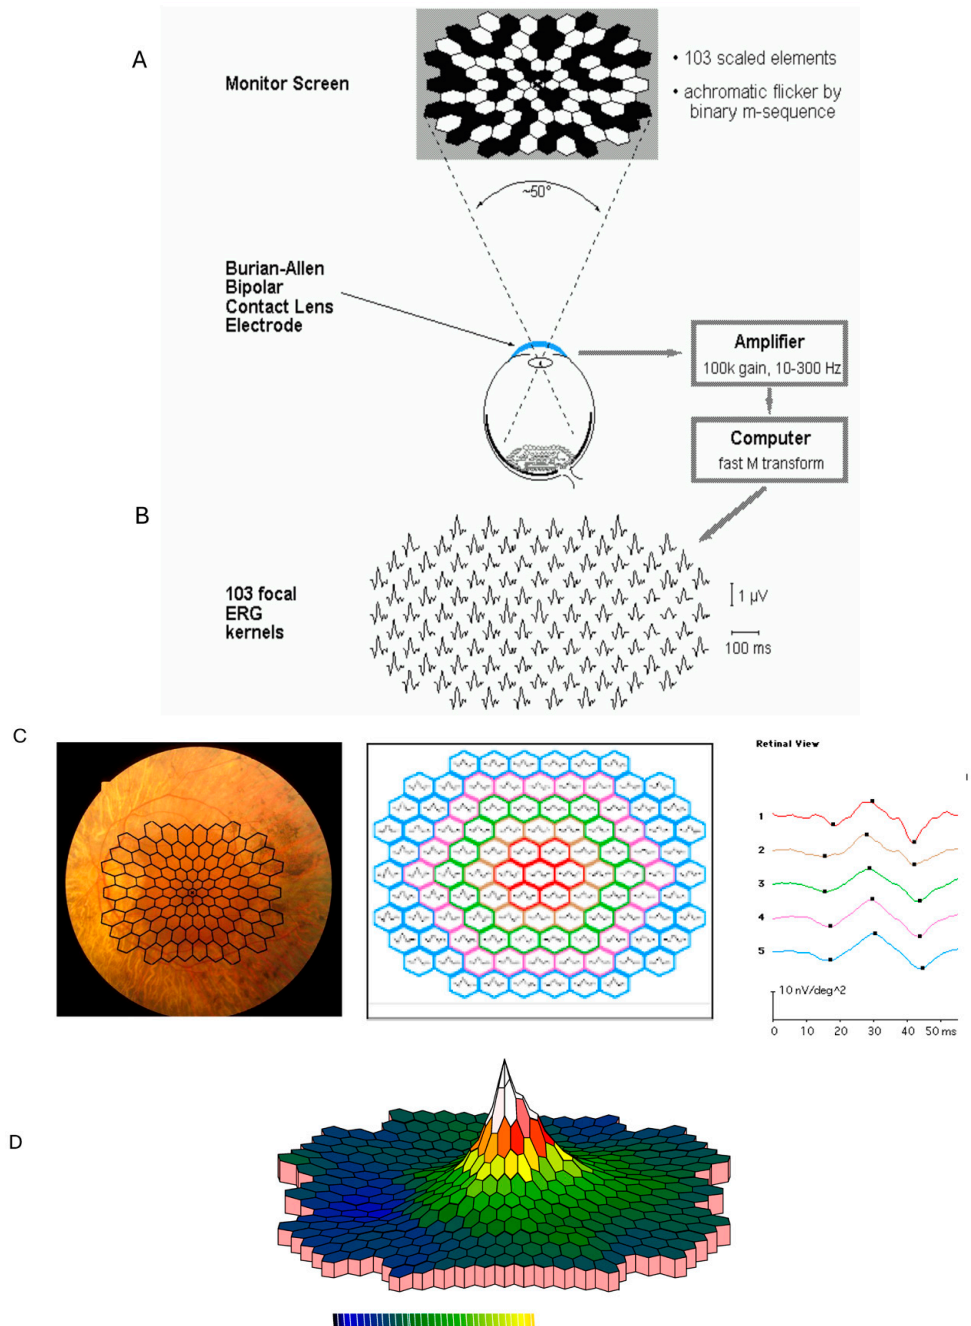 A
Monitor Screen
• 103 scaled elements
• achromatic flicker by
binary m-sequence
~50°
Burian-Allen
Bipolar
Contact Lens
Electrode
Amplifier
100k gain, 10-300 Hz
Computer
fast M transform
B
103 focal
ERG
kernels
1 µV
100 ms
C
Retinal View
1
2
3
4
5
10 nV/deg^2
0 10 20 30 40 50 ms
D